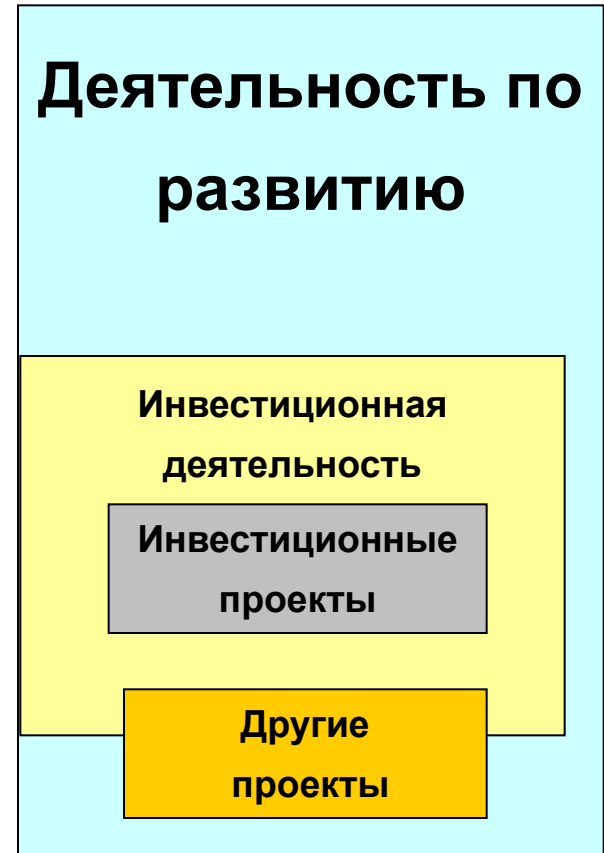 Деятельность по
развитию
Инвестиционная
деятельность
Инвестиционные
проекты
Другие
проекты